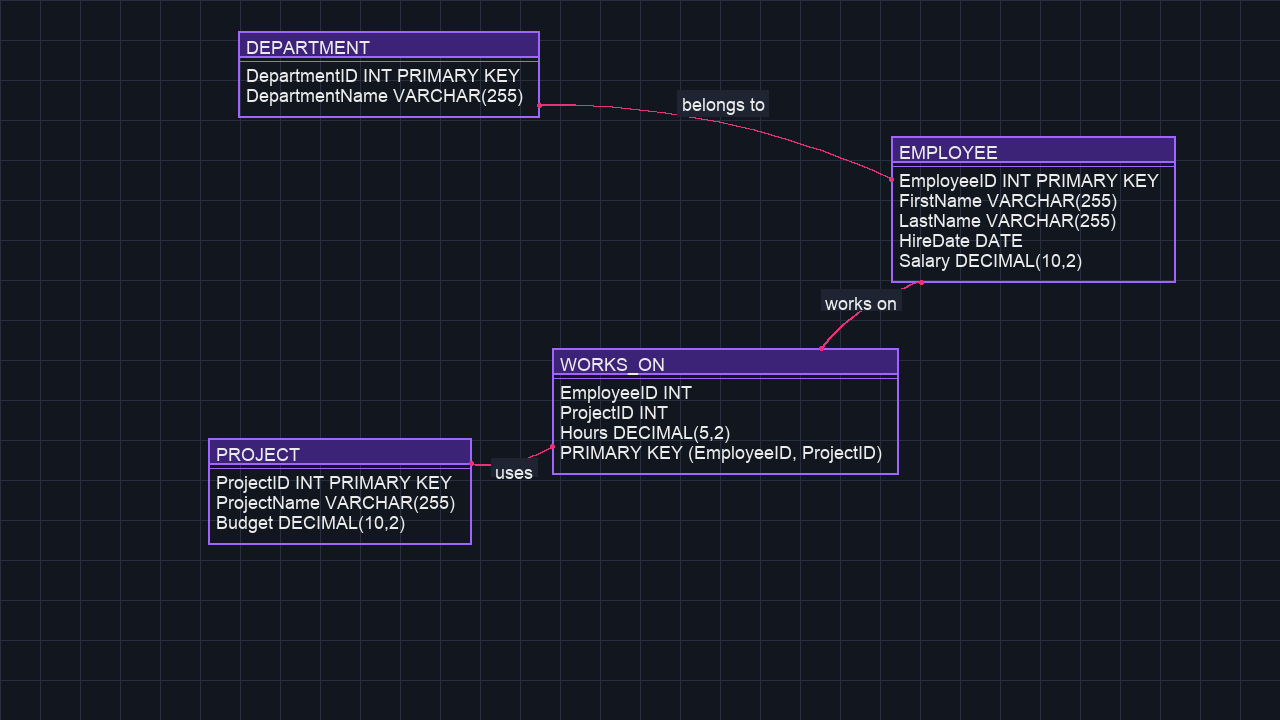 DEPARTMENT
DepartmentID INT PRIMARY KEY
DepartmentName VARCHAR(255)
belongs to
EMPLOYEE
EmployeeID INT PRIMARY KEY
FirstName VARCHAR(255)
LastName VARCHAR(255)
HireDate DATE
Salary DECIMAL(10,2)
works on
WORKS_ON
EmployeeID INT
ProjectID INT
Hours DECIMAL(5,2)
PRIMARY KEY (EmployeeID, ProjectID)
PROJECT
ProjectID INT PRIMARY KEY
ProjectName VARCHAR(255)
Budget DECIMAL(10,2)
uses